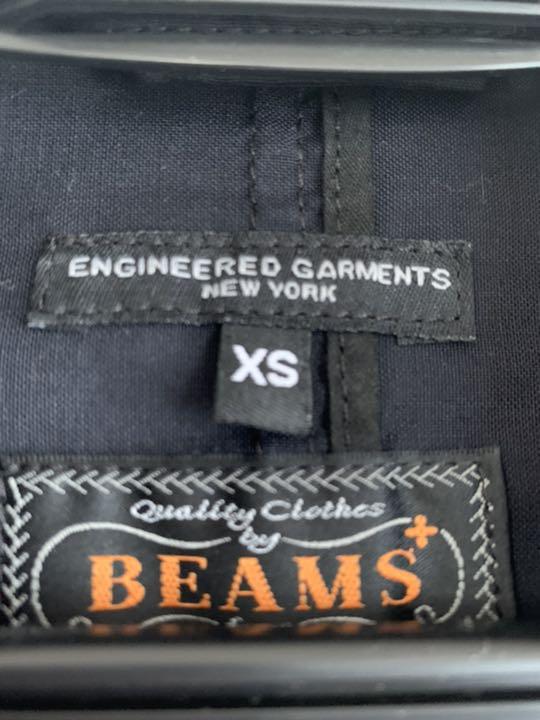 ENGINEERED GARMENTS
NEW YORK
XS
Quality Clothes
by
BEAMS+